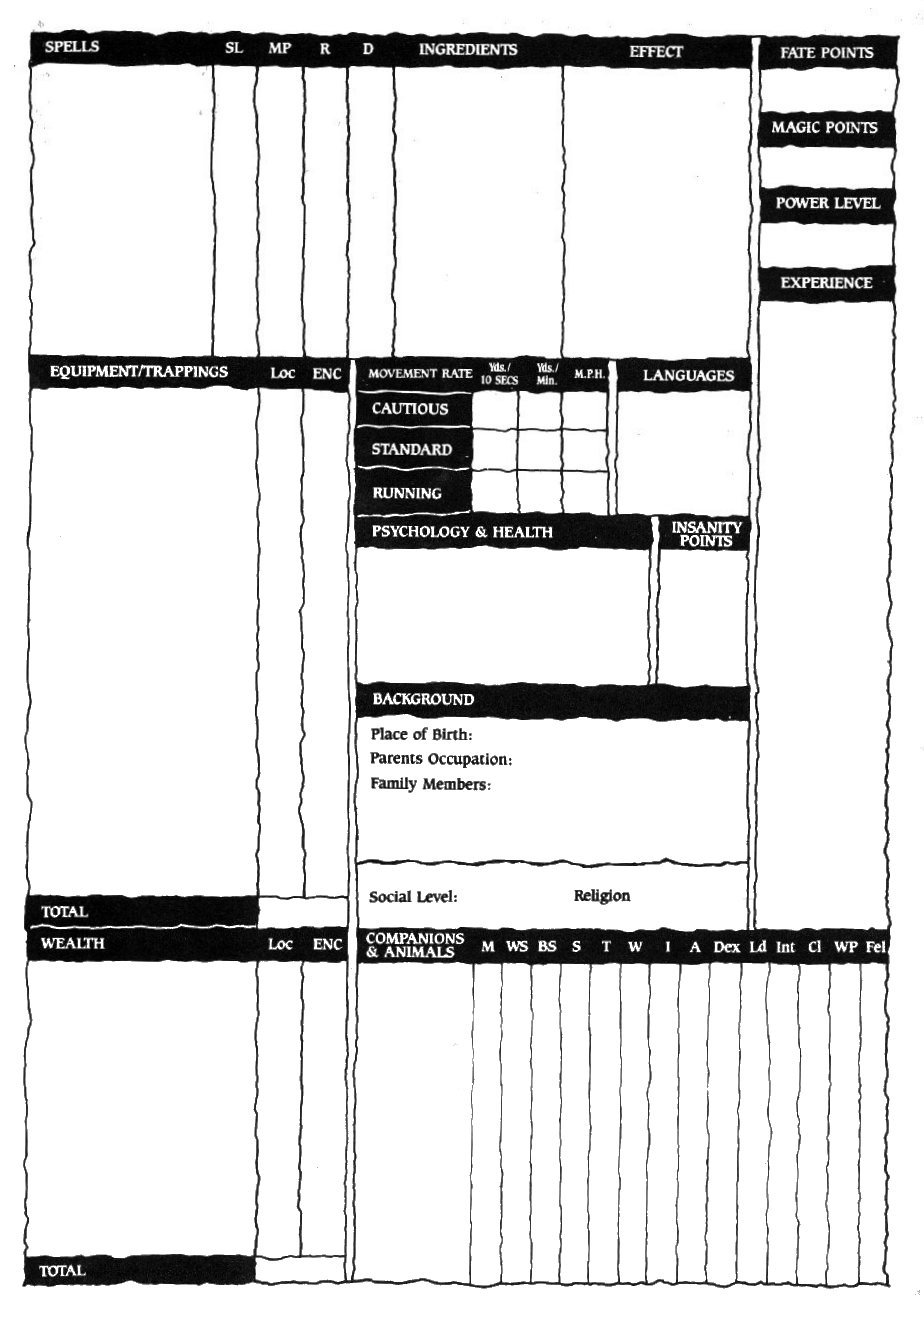 SPELLS SL MP R D INGREDIENTS EFFECT
FATE POINTS
MAGIC POINTS
POWER LEVEL
EXPERIENCE
EQUIPMENT/TRAPPINGS Loc ENC
TOTAL
MOVEMENT RATE Yds./ 10 SECS Yds./ Min. M.P.H.
CAUTIOUS
STANDARD
RUNNING
LANGUAGES
PSYCHOLOGY & HEALTH
INSANITY
POINTS
BACKGROUND
Place of Birth:
Parents Occupation:
Family Members:
Social Level: Religion
WEALTH Loc ENC
TOTAL
COMPANIONS
& ANIMALS M WS BS S T W I A Dex Ld Int Cl WP Fel